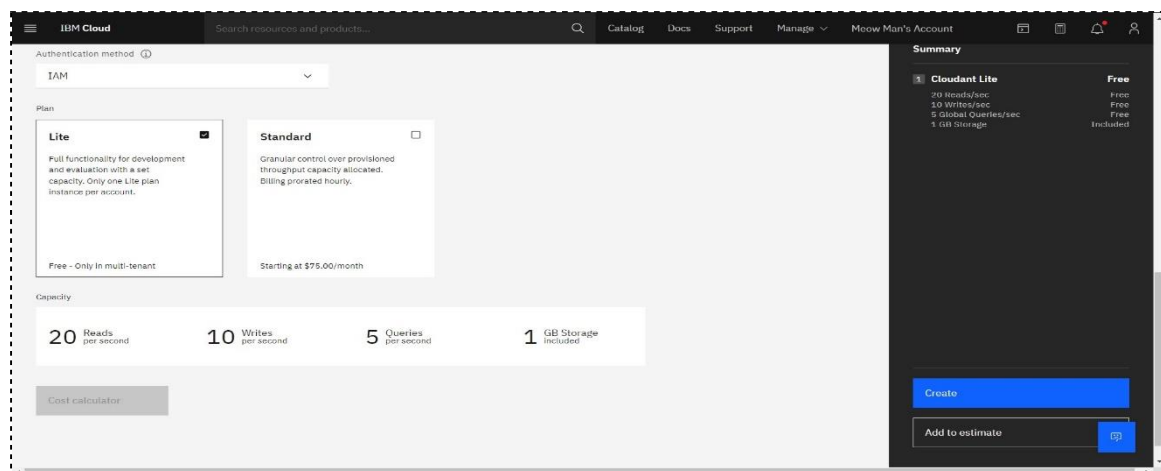 IBM Cloud
Search resources and products...
Catalog
Docs
Support
Manage
Meow Man's Account
Authentication method
IAM
Plan
Lite
Full functionality for development
and evaluation with a set
capacity. Only one Lite plan
instance per account.
Free - Only in multi-tenant
Standard
Granular control over provisioned
throughput capacity allocated.
Billing prorated hourly.
Starting at $75.00/month
Capacity
20 Reads
per second
10 Writes
per second
5 Queries
per second
1 GB Storage
included
Cost calculator
Summary
1 Cloudant Lite Free
20 Reads/sec Free
10 Writes/sec Free
5 Global Queries/sec Free
1 GB Storage Included
Create
Add to estimate